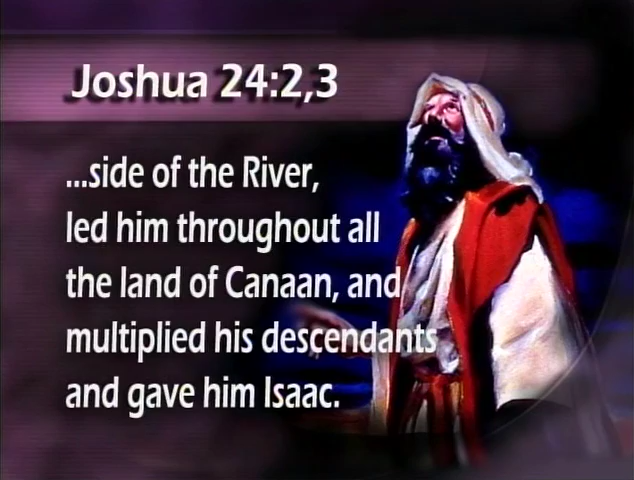 Joshua 24:2,3
...side of the River,
led him throughout all
the land of Canaan, and
multiplied his descendants
and gave him Isaac.